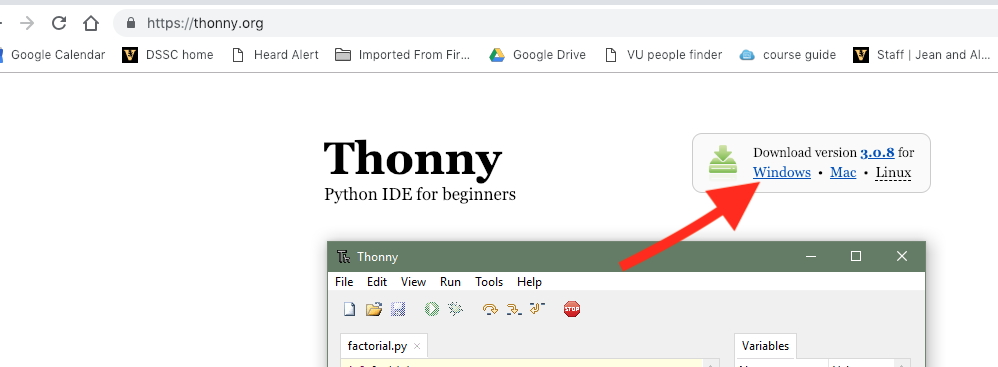 https://thonny.org
Google Calendar DSSC home Heard Alert Imported From Fir... Google Drive VU people finder course guide Staff | Jean and Al...
Thonny
Python IDE for beginners
Download version 3.0.8 for
Windows • Mac • Linux
Thonny
File Edit View Run Tools Help
STOP
factorial.py
Variables